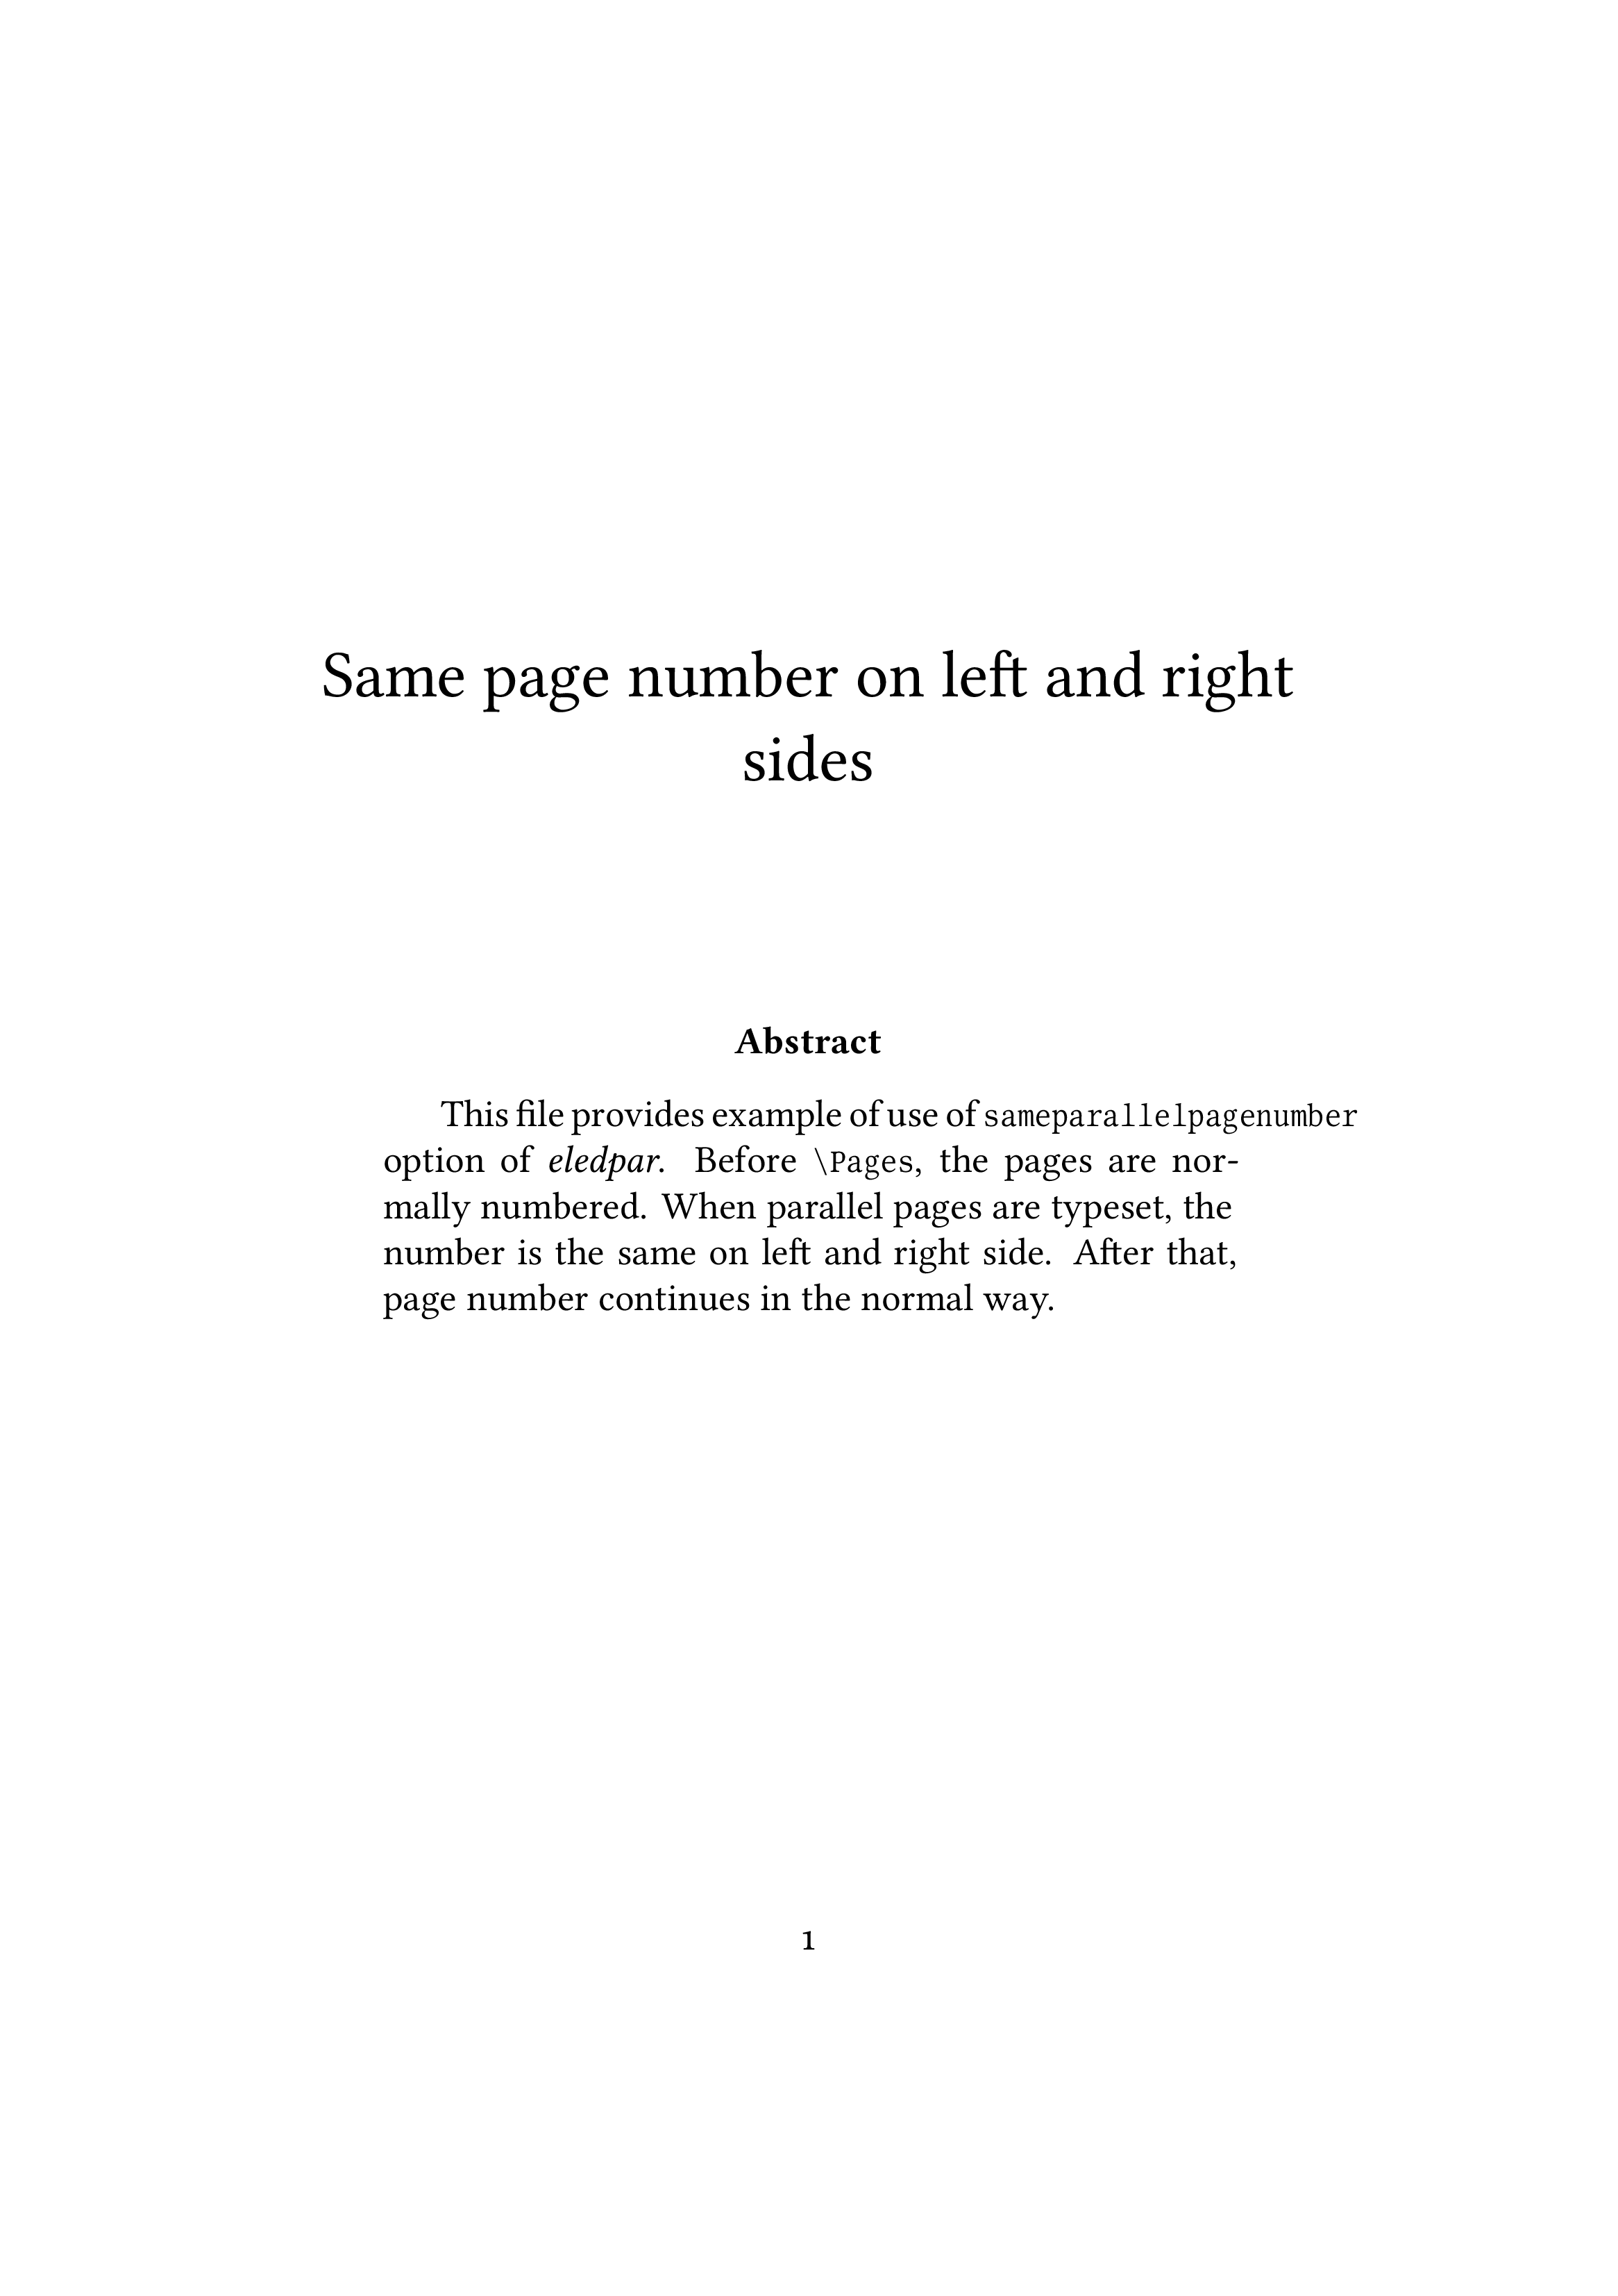 Same page number on left and right
sides
Abstract
This file provides example of use of sameparallelpagenumber
option of eledpar. Before \Pages, the pages are nor-
mally numbered. When parallel pages are typeset, the
number is the same on left and right side. After that,
page number continues in the normal way.
1